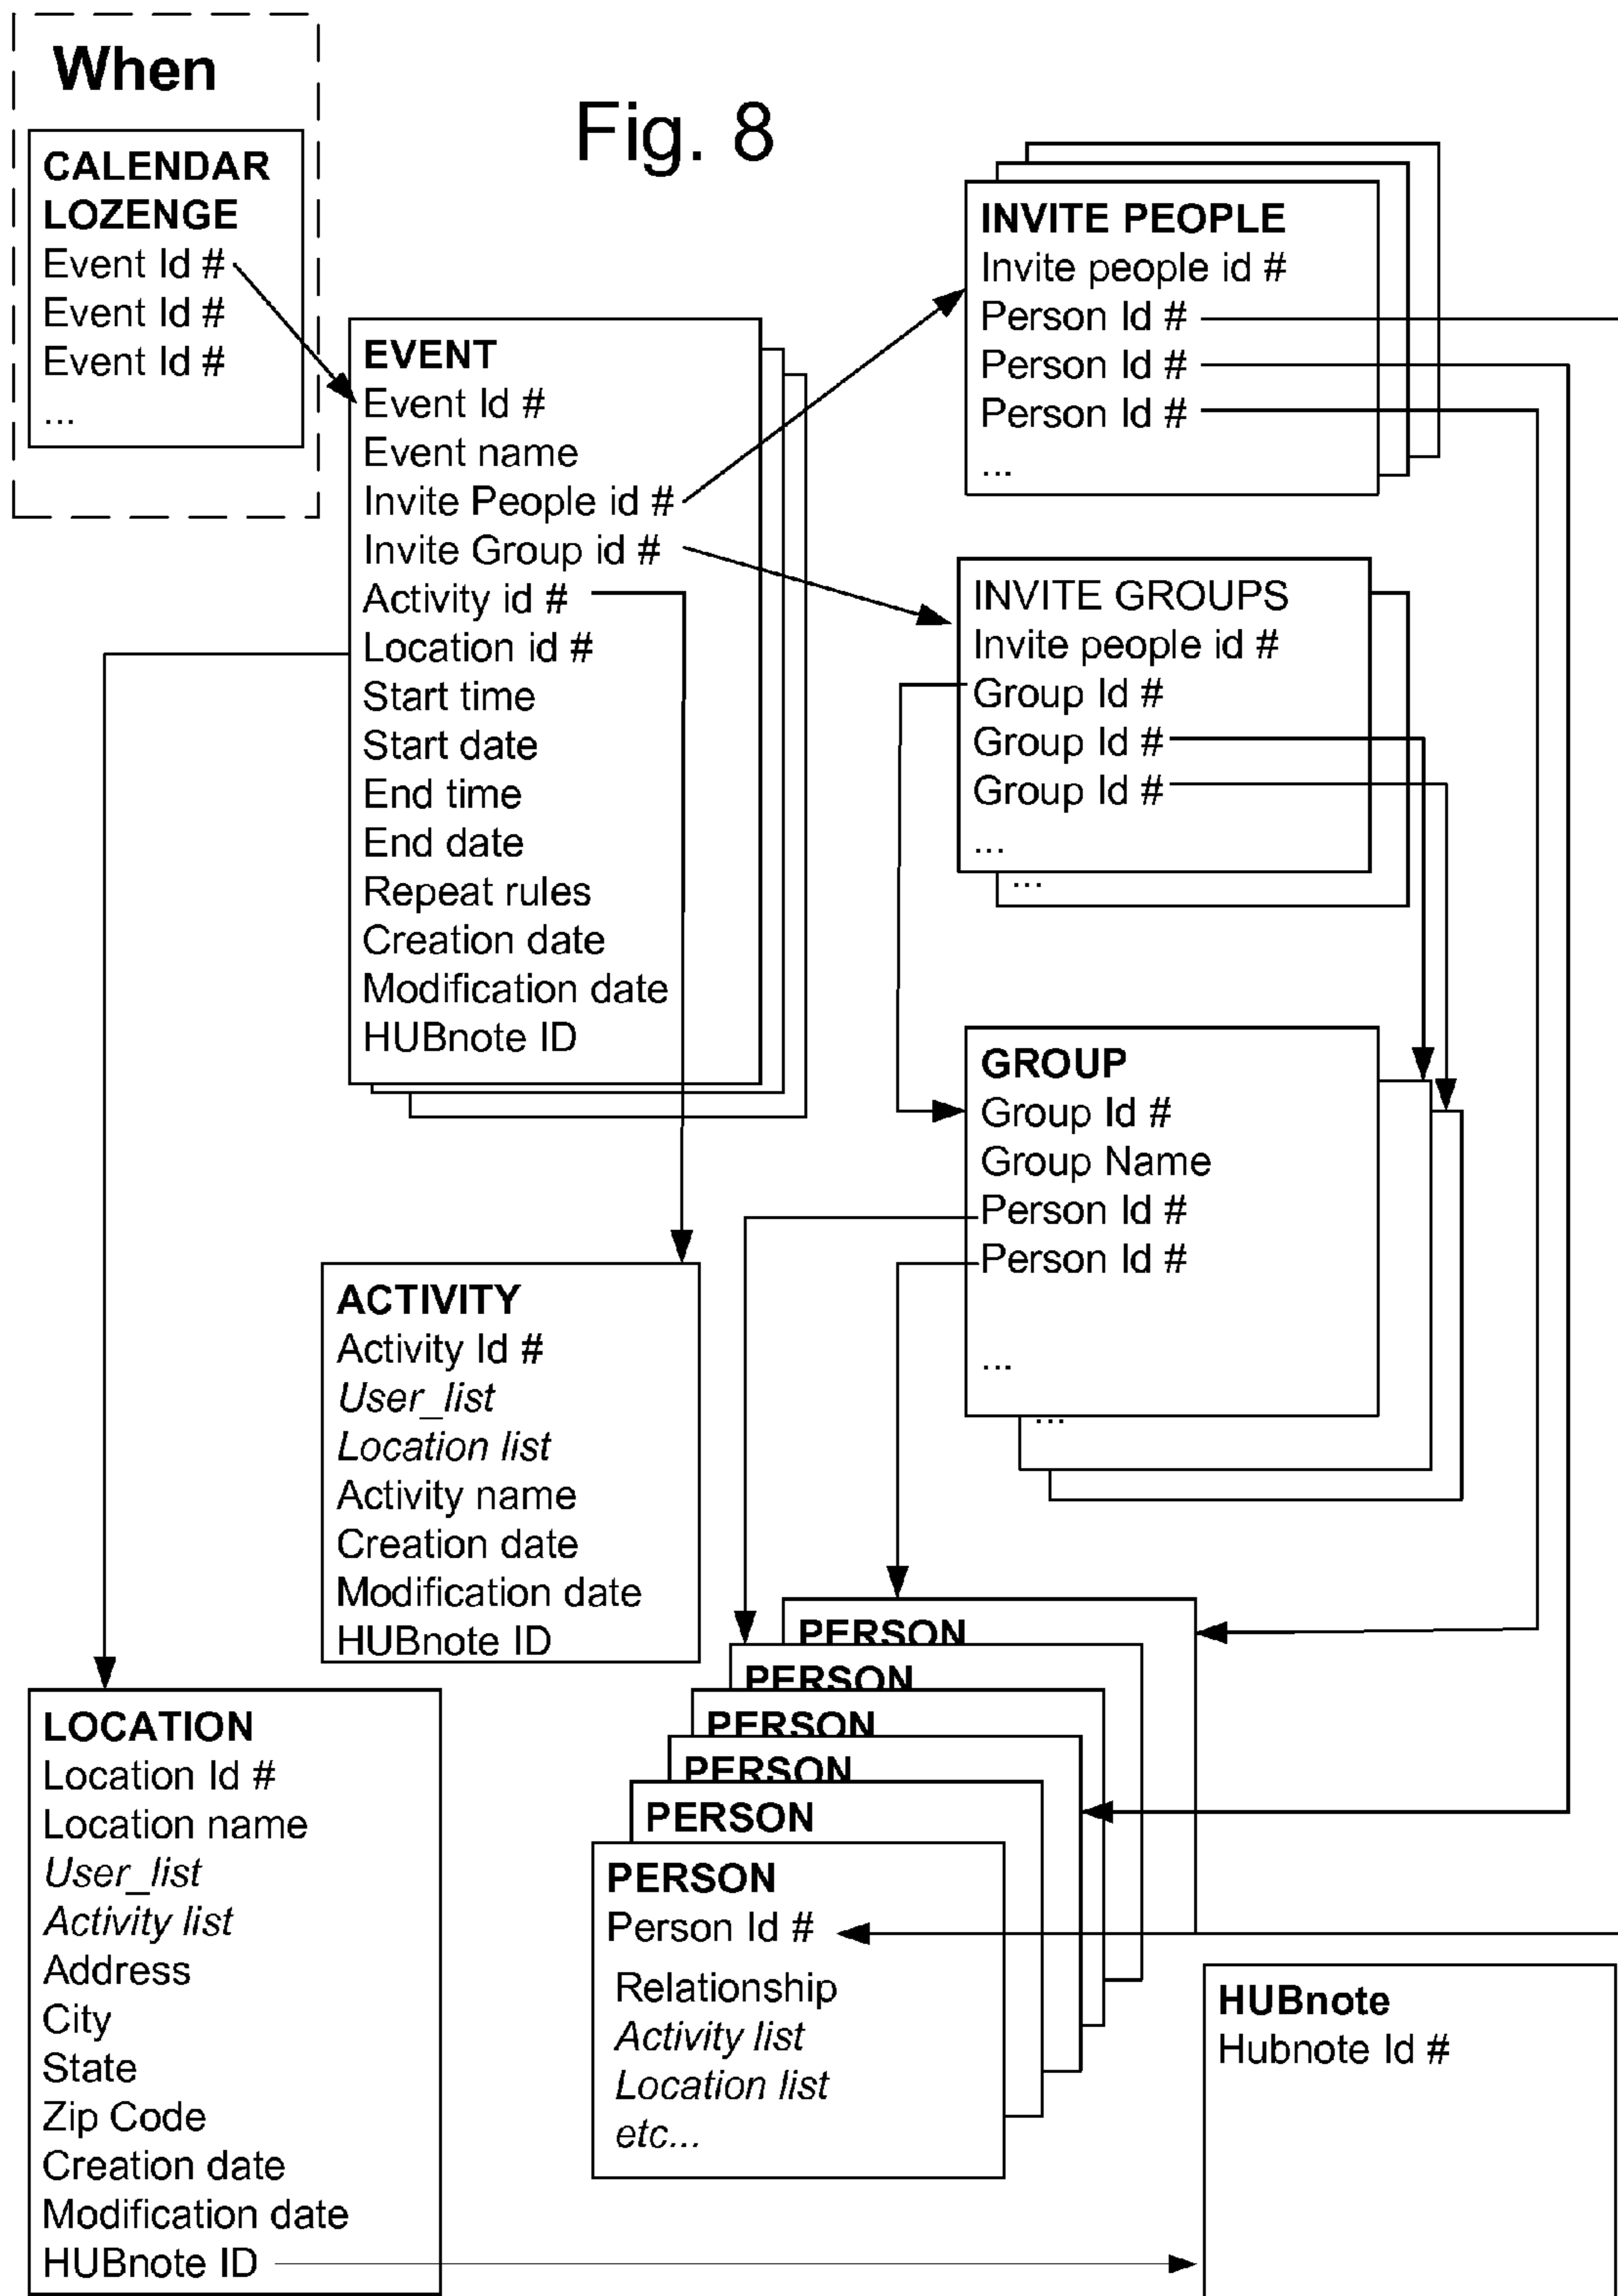 When
CALENDAR
LOZENGE
Event Id #
Event Id #
Event Id #
...
Fig. 8
EVENT
Event Id #
Event name
Invite People id #
Invite Group id #
Activity id #
Location id #
Start time
Start date
End time
End date
Repeat rules
Creation date
Modification date
HUBnote ID
INVITE PEOPLE
Invite people id #
Person Id #
Person Id #
Person Id #
...
INVITE GROUPS
Invite people id #
Group Id #
Group Id #
Group Id #
...
...
GROUP
Group Id #
Group Name
Person Id #
Person Id #
...
...
ACTIVITY
Activity Id #
User_list
Location list
Activity name
Creation date
Modification date
HUBnote ID
LOCATION
Location Id #
Location name
User_list
Activity list
Address
City
State
Zip Code
Creation date
Modification date
HUBnote ID
PERSON
PERSON
PERSON
PERSON
PERSON
PERSON
Person Id #
Relationship
Activity list
Location list
etc...
HUBnote
Hubnote Id #